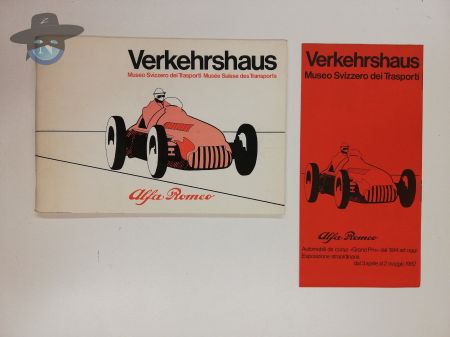 Verkehrshaus
Museo Svizzero dei Trasporti Musée Suisse des Transports
Alfa Romeo
Verkehrshaus
Museo Svizzero dei Trasporti
Alfa Romeo
Automobili da corsa «Grand Prix» dal 1914 ad oggi
Esposizione straordinaria
dal 3 aprile al 2 maggio 1982
N